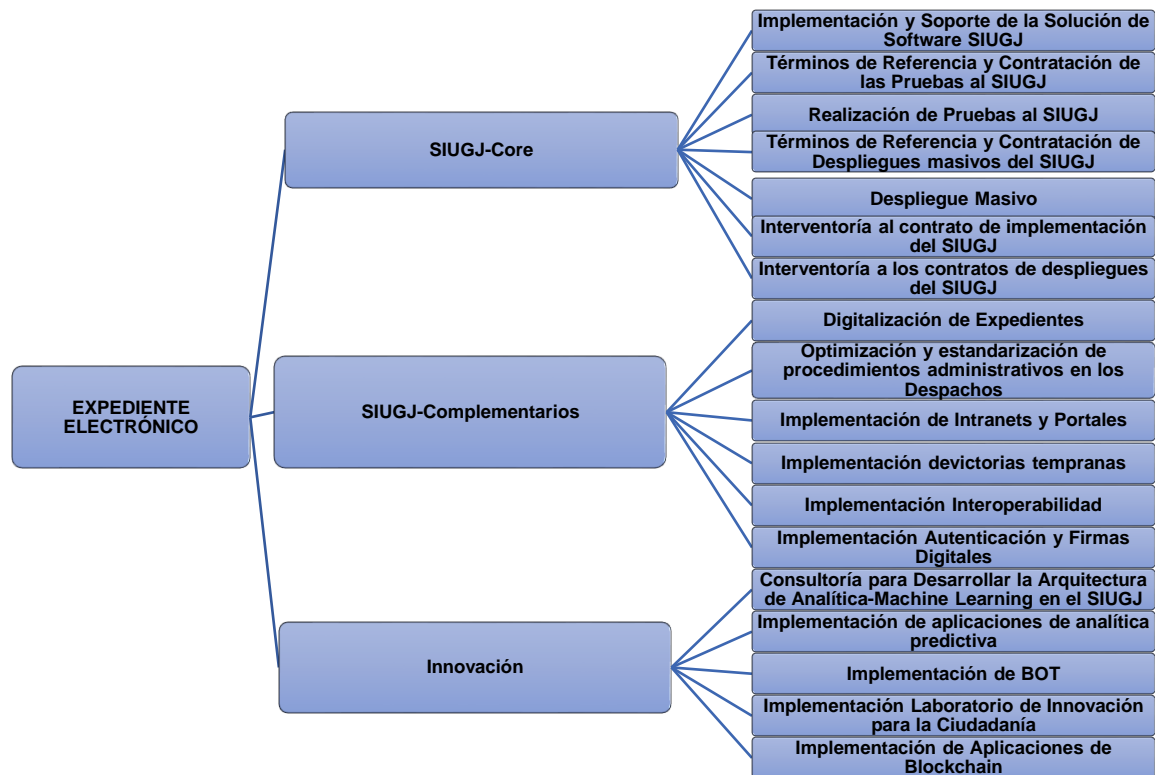 EXPEDIENTE
ELECTRÓNICO
SIUGJ-Core
Implementación y Soporte de la Solución de
Software SIUGJ
Términos de Referencia y Contratación de
las Pruebas al SIUGJ
Realización de Pruebas al SIUGJ
Términos de Referencia y Contratación de
Despliegues masivos del SIUGJ
Despliegue Masivo
Interventoría al contrato de implementación
del SIUGJ
Interventoría a los contratos de despliegues
del SIUGJ
SIUGJ-Complementarios
Digitalización de Expedientes
Optimización y estandarización de
procedimientos administrativos en los
Despachos
Implementación de Intranets y Portales
Implementación devictorias tempranas
Implementación Interoperabilidad
Implementación Autenticación y Firmas
Digitales
Innovación
Consultoría para Desarrollar la Arquitectura
de Analítica-Machine Learning en el SIUGJ
Implementación de aplicaciones de analítica
predictiva
Implementación de BOT
Implementación Laboratorio de Innovación
para la Ciudadanía
Implementación de Aplicaciones de
Blockchain